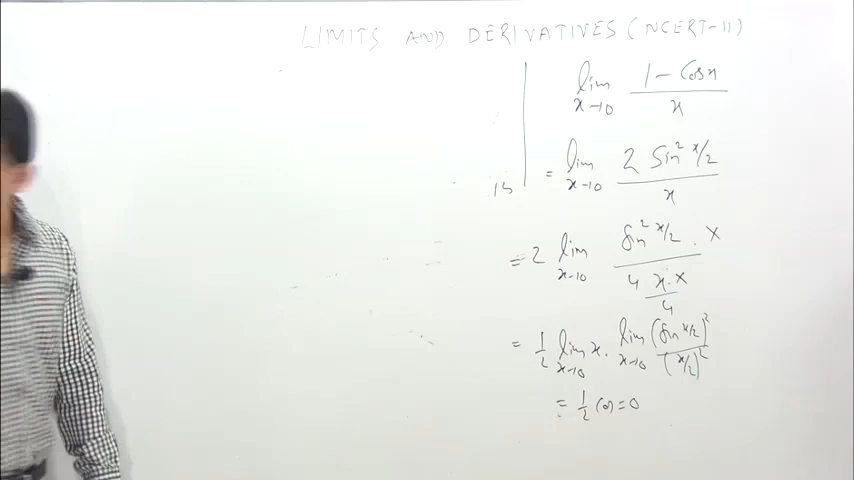 LIMITS AND DERIVATIVES (NCERT-11)
lim x→0 (1 - Cos x)/x
= lim x→0 (2 Sin² x/2)/x
= 2 lim x→0 (Sin² x/2 . x)/(4 (x.x)/4)
= 1/2 lim x→0 x . lim x→0 (Sin x/2)²/(x/2)²
= 1/2 (0) = 0